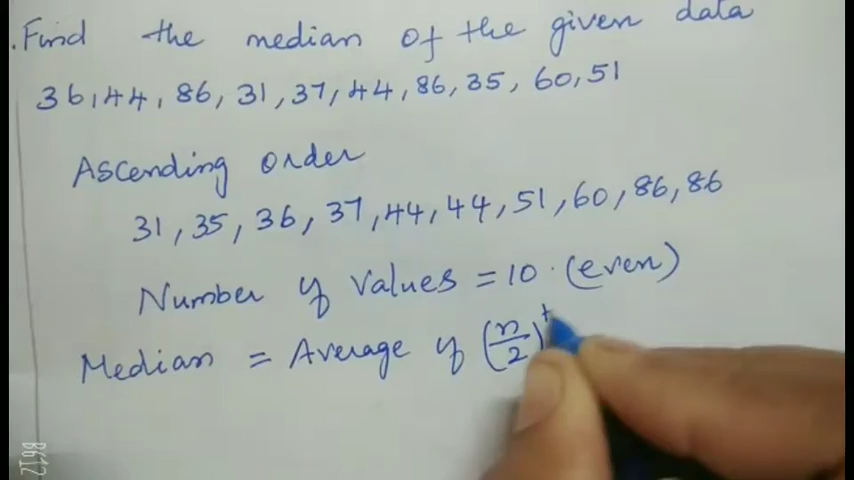 .Find the median of the given data
36,44, 86, 31, 37, 44, 86, 35, 60, 51
Ascending order
31, 35, 36, 37, 44, 44, 51, 60, 86, 86
Number of values = 10. (even)
Median = Average of (n/2)^t
B612